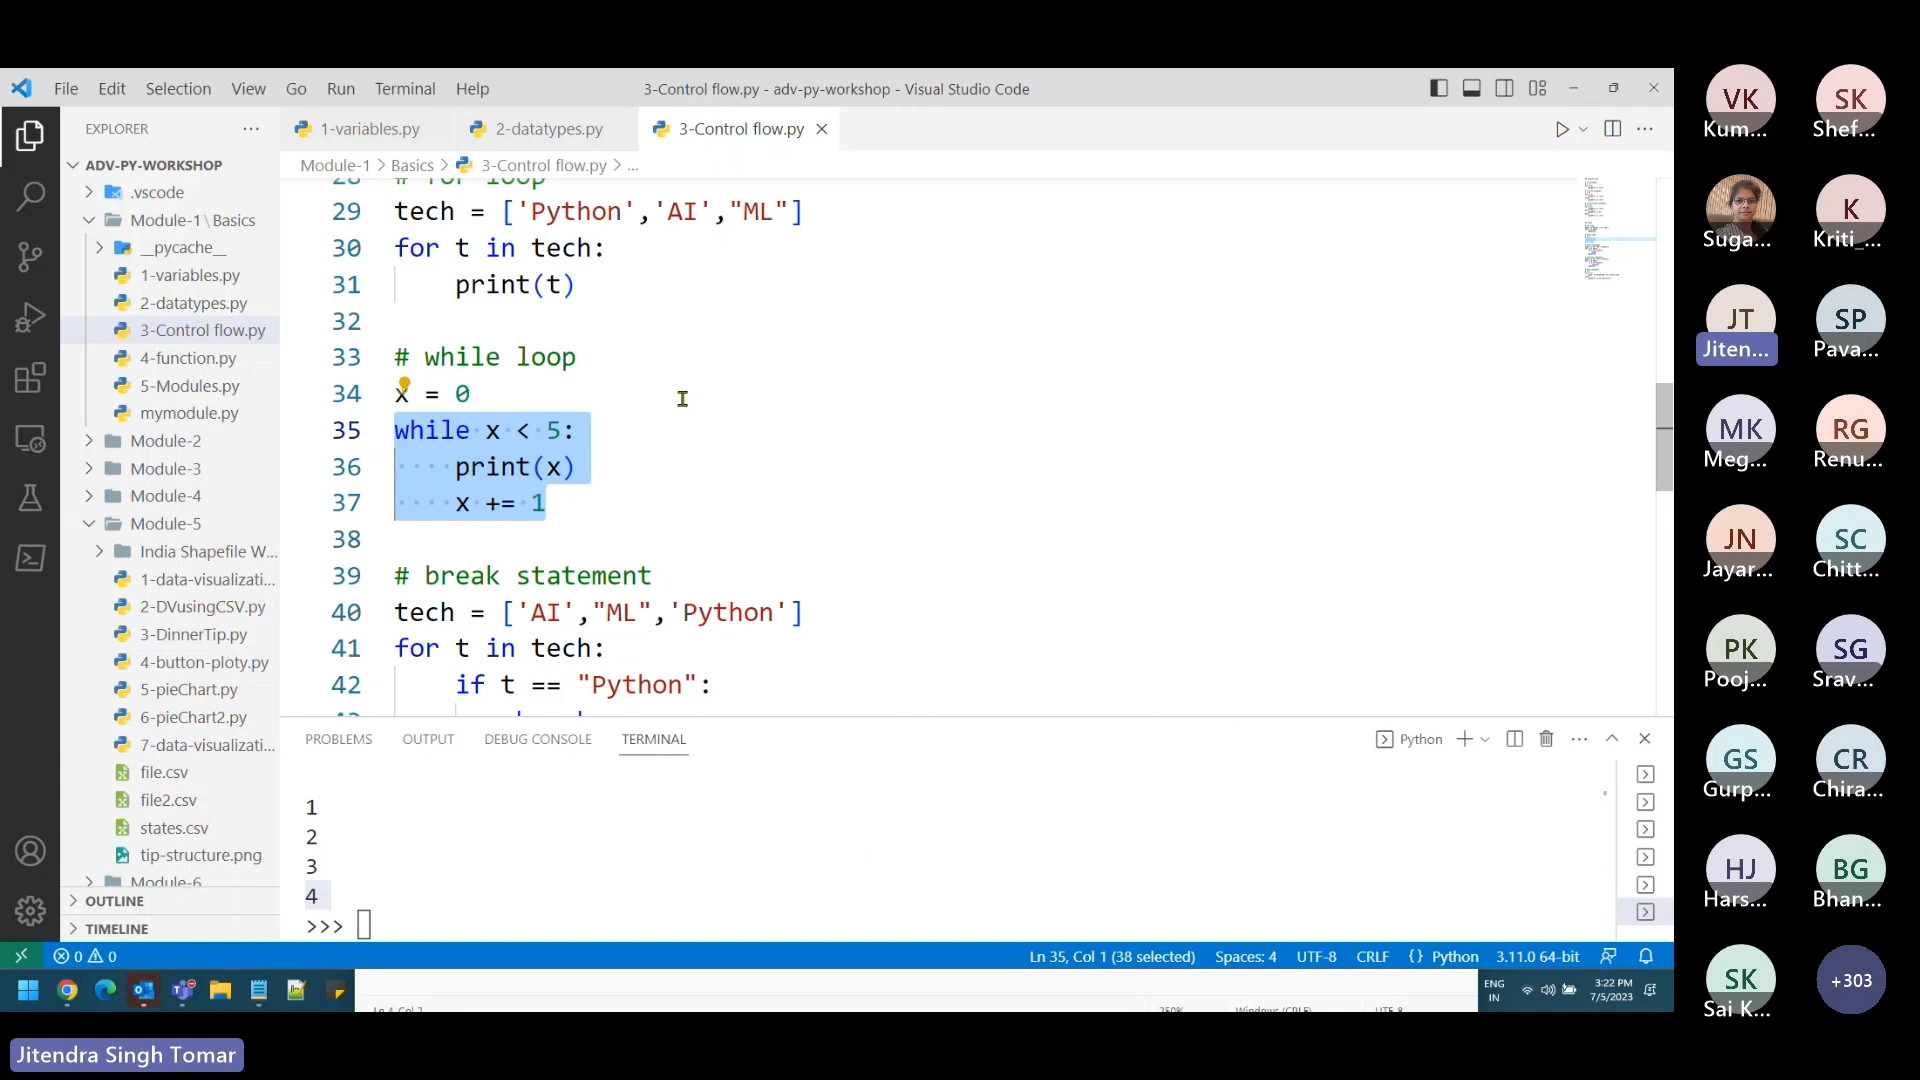 File Edit Selection View Go Run Terminal Help
3-Control flow.py - adv-py-workshop - Visual Studio Code
EXPLORER
ADV-PY-WORKSHOP
.vscode
Module-1\Basics
__pycache__
1-variables.py
2-datatypes.py
3-Control flow.py
4-function.py
5-Modules.py
mymodule.py
Module-2
Module-3
Module-4
Module-5
India Shapefile W...
1-data-visualizati...
2-DVusingCSV.py
3-DinnerTip.py
4-button-ploty.py
5-pieChart.py
6-pieChart2.py
7-data-visualizati...
file.csv
file2.csv
states.csv
tip-structure.png
Module-6
OUTLINE
TIMELINE
1-variables.py 2-datatypes.py 3-Control flow.py
Module-1 > Basics > 3-Control flow.py > ...
28 # for loop
29 tech = ['Python','AI',"ML"]
30 for t in tech:
31 print(t)
32
33 # while loop
34 x = 0
35 while x < 5:
36 print(x)
37 x += 1
38
39 # break statement
40 tech = ['AI',"ML",'Python']
41 for t in tech:
42 if t == "Python":
PROBLEMS OUTPUT DEBUG CONSOLE TERMINAL
Python
1
2
3
4
>>>
0 0
Ln 35, Col 1 (38 selected) Spaces: 4 UTF-8 CRLF {} Python 3.11.0 64-bit
ENG
IN
3:22 PM
7/5/2023
Jitendra Singh Tomar
VK
Kum...
SK
Shef...
Suga...
K
Kriti_...
JT
Jiten...
SP
Pava...
MK
Meg...
RG
Renu...
JN
Jayar...
SC
Chitt...
PK
Pooj...
SG
Srav...
GS
Gurp...
CR
Chira...
HJ
Hars...
BG
Bhan...
SK
Sai K...
+303